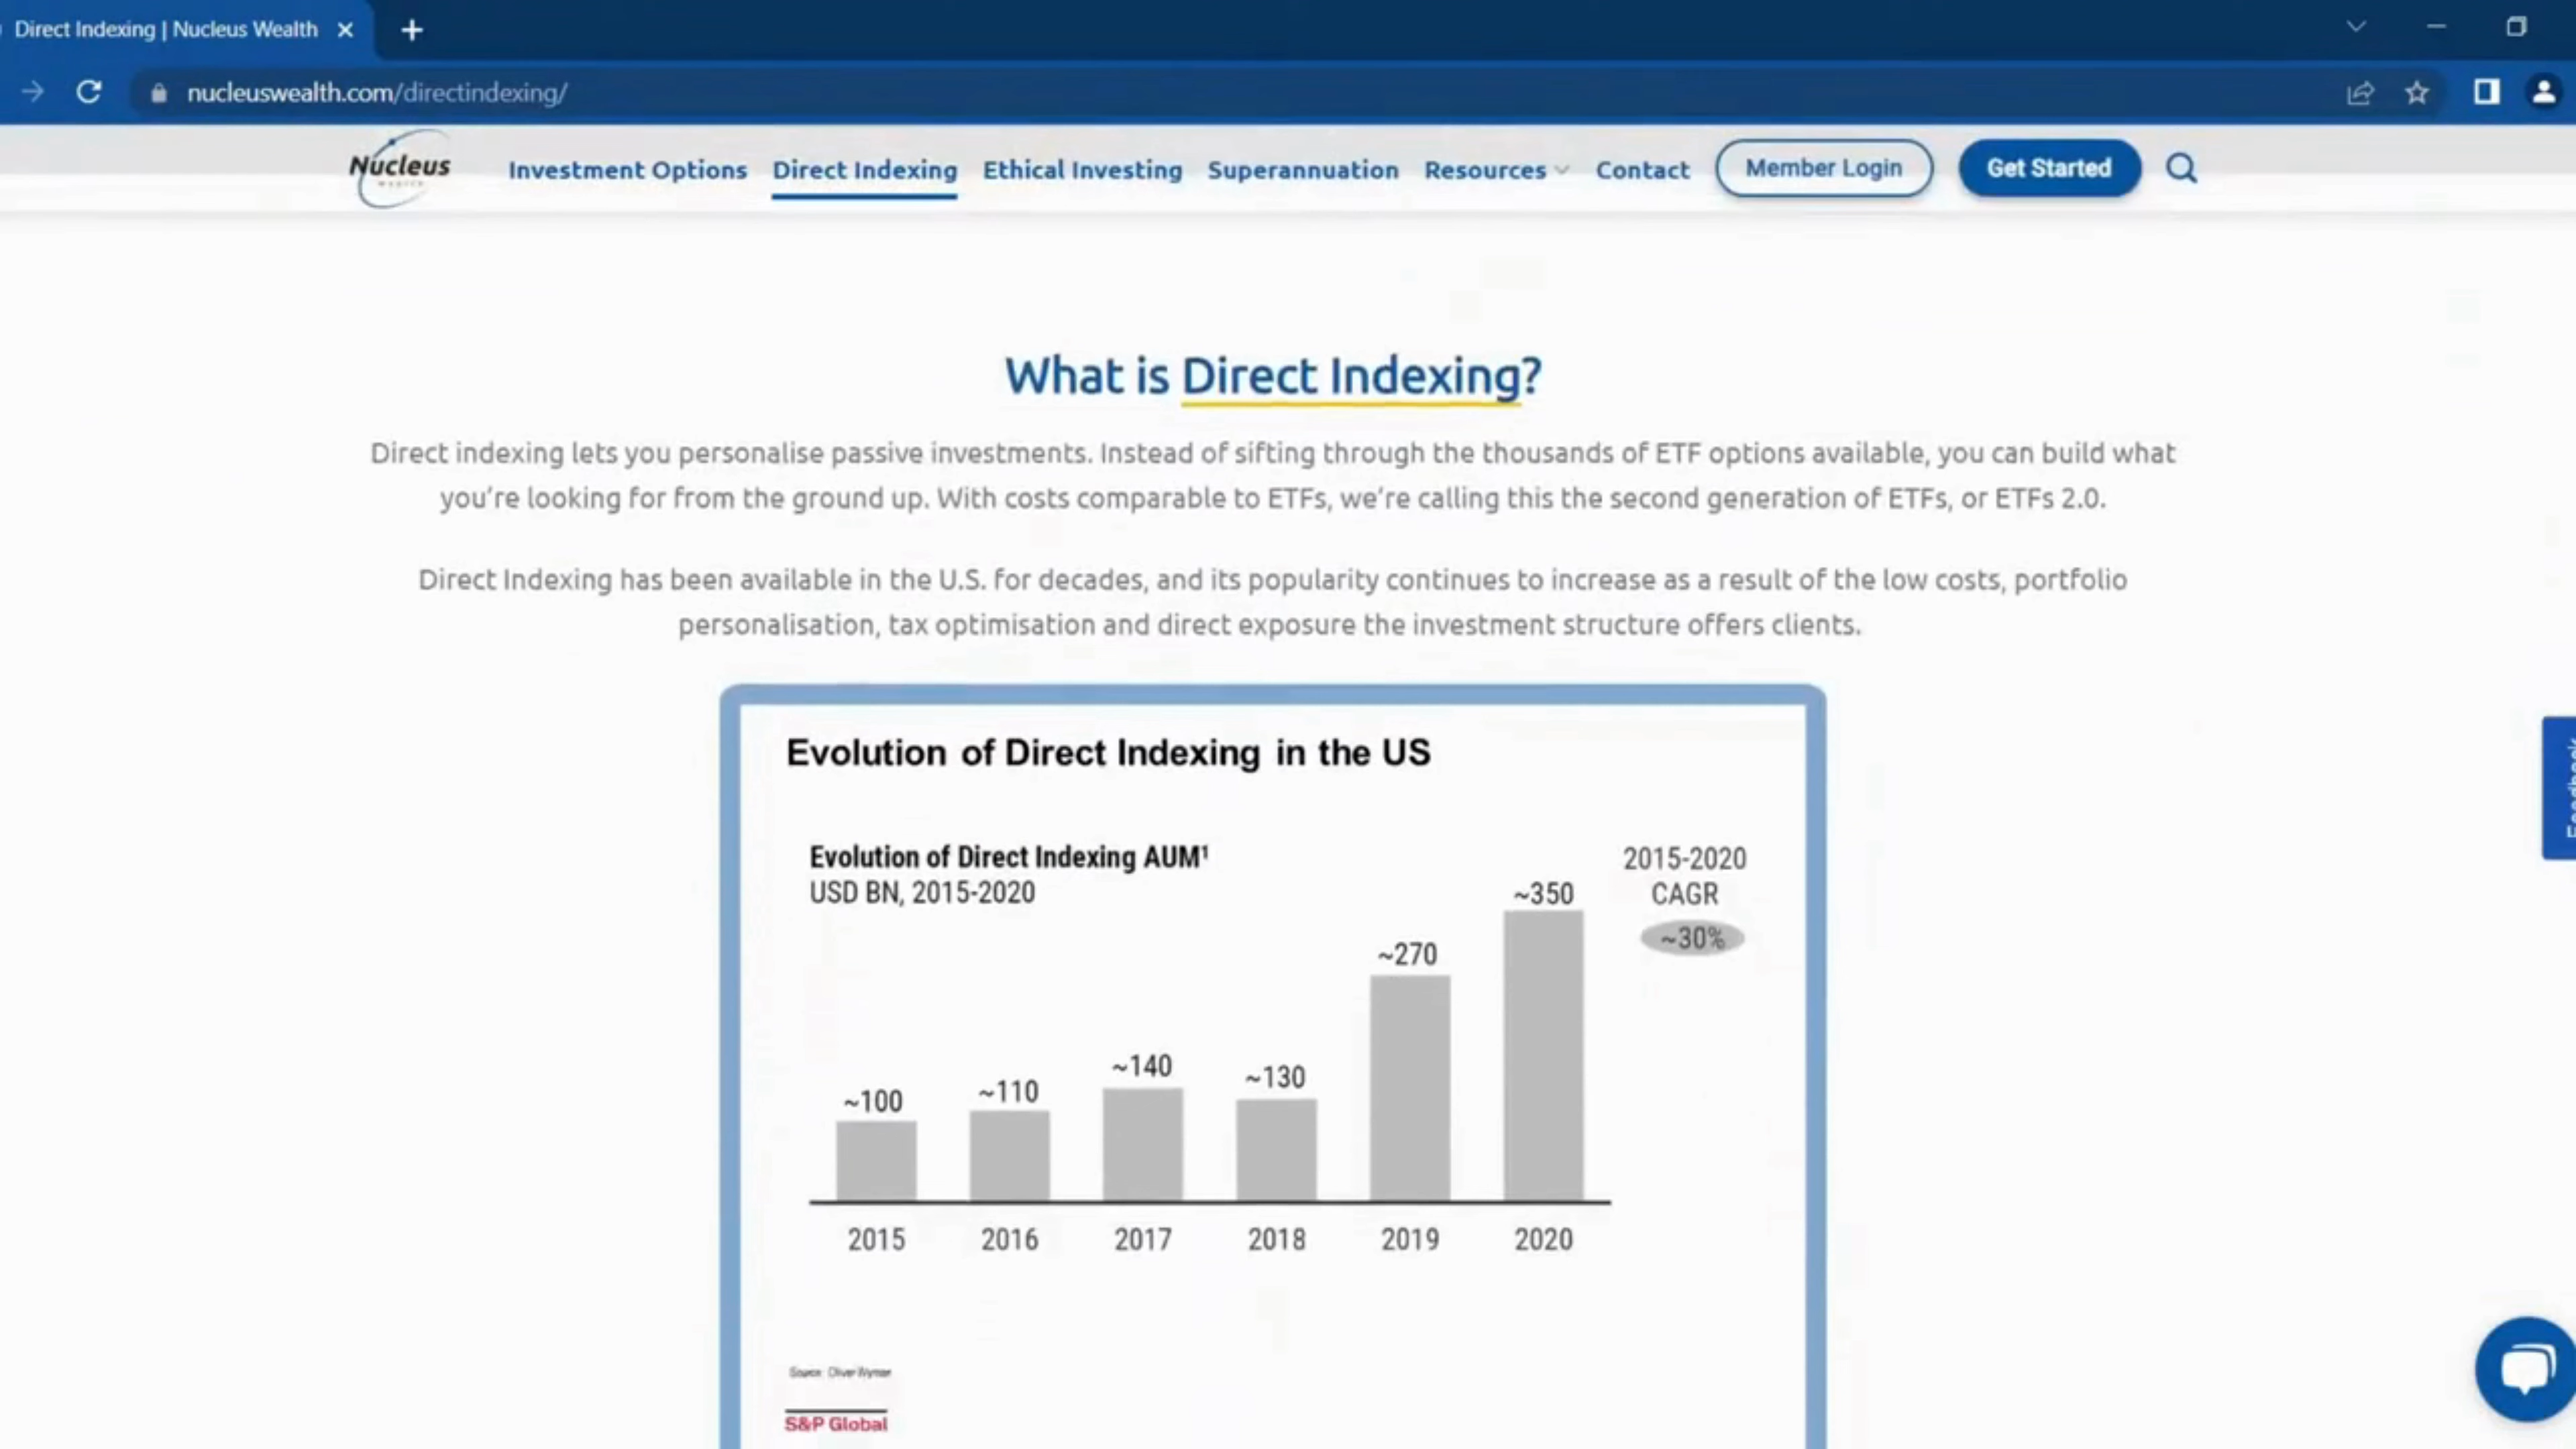 Direct Indexing | Nucleus Wealth
nucleuswealth.com/directindexing/
Nucleus
Investment Options Direct Indexing Ethical Investing Superannuation Resources Contact Member Login Get Started
What is Direct Indexing?
Direct indexing lets you personalise passive investments. Instead of sifting through the thousands of ETF options available, you can build what
you're looking for from the ground up. With costs comparable to ETFs, we're calling this the second generation of ETFs, or ETFs 2.0.
Direct Indexing has been available in the U.S. for decades, and its popularity continues to increase as a result of the low costs, portfolio
personalisation, tax optimisation and direct exposure the investment structure offers clients.
Evolution of Direct Indexing in the US
Evolution of Direct Indexing AUM¹
USD BN, 2015-2020
2015-2020
CAGR
~30%
~100 ~110 ~140 ~130 ~270 ~350
2015 2016 2017 2018 2019 2020
Source: Oliver Wyman
S&P Global